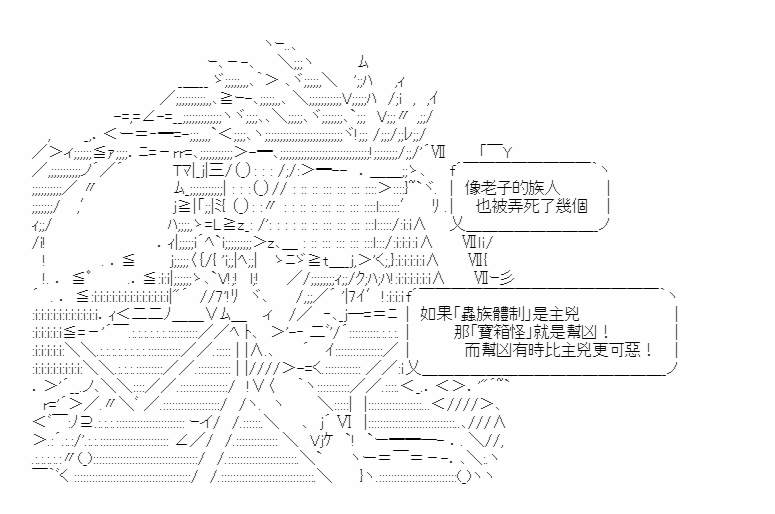 像老子的族人
也被弄死了幾個
如果「蟲族體制」是主兇
那「寶箱怪」就是幫凶！
而幫凶有時比主兇更可惡！